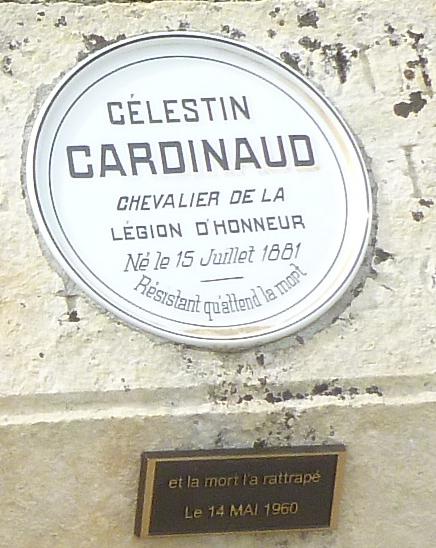 CÉLESTIN
CARDINAUD
CHEVALIER DE LA
LÉGION D'HONNEUR
Né le 15 Juillet 1881
Résistant qu'attend la mort
et la mort l'a rattrapé
Le 14 MAI 1960